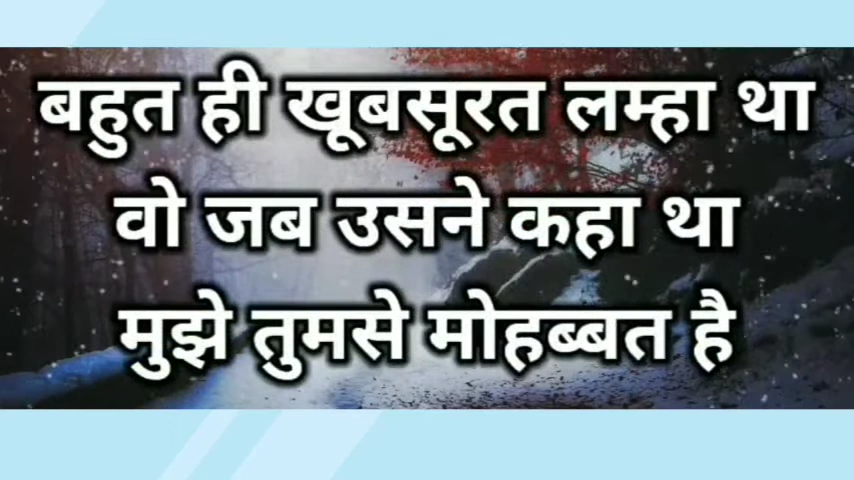 बहुत ही खूबसूरत लम्हा था
वो जब उसने कहा था
मुझे तुमसे मोहब्बत है